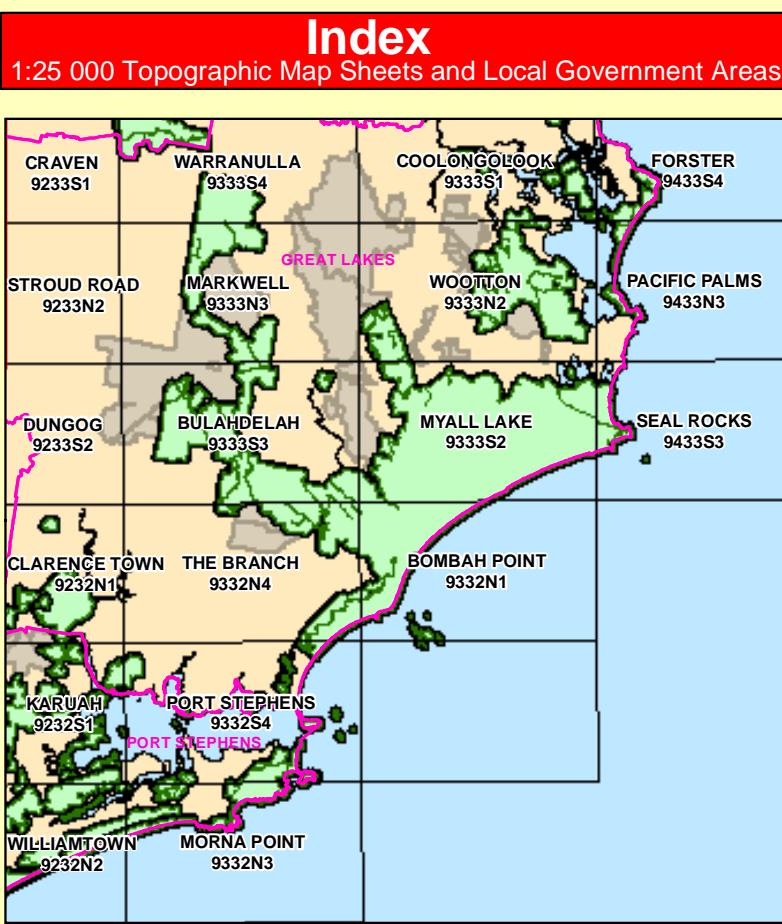 Index
1:25 000 Topographic Map Sheets and Local Government Areas
CRAVEN
9233S1
WARRANULLA
9333S4
COOLONGOLOOK
9333S1
FORSTER
9433S4
GREAT LAKES
STROUD ROAD
9233N2
MARKWELL
9333N3
WOOTTON
9333N2
PACIFIC PALMS
9433N3
DUNGOG
9233S2
BULAHDELAH
9333S3
MYALL LAKE
9333S2
SEAL ROCKS
9433S3
CLARENCE TOWN
9232N1
THE BRANCH
9332N4
BOMBAH POINT
9332N1
KARUAH
9232S1
PORT STEPHENS
9332S4
PORT STEPHENS
WILLIAMTOWN
9232N2
MORNA POINT
9332N3